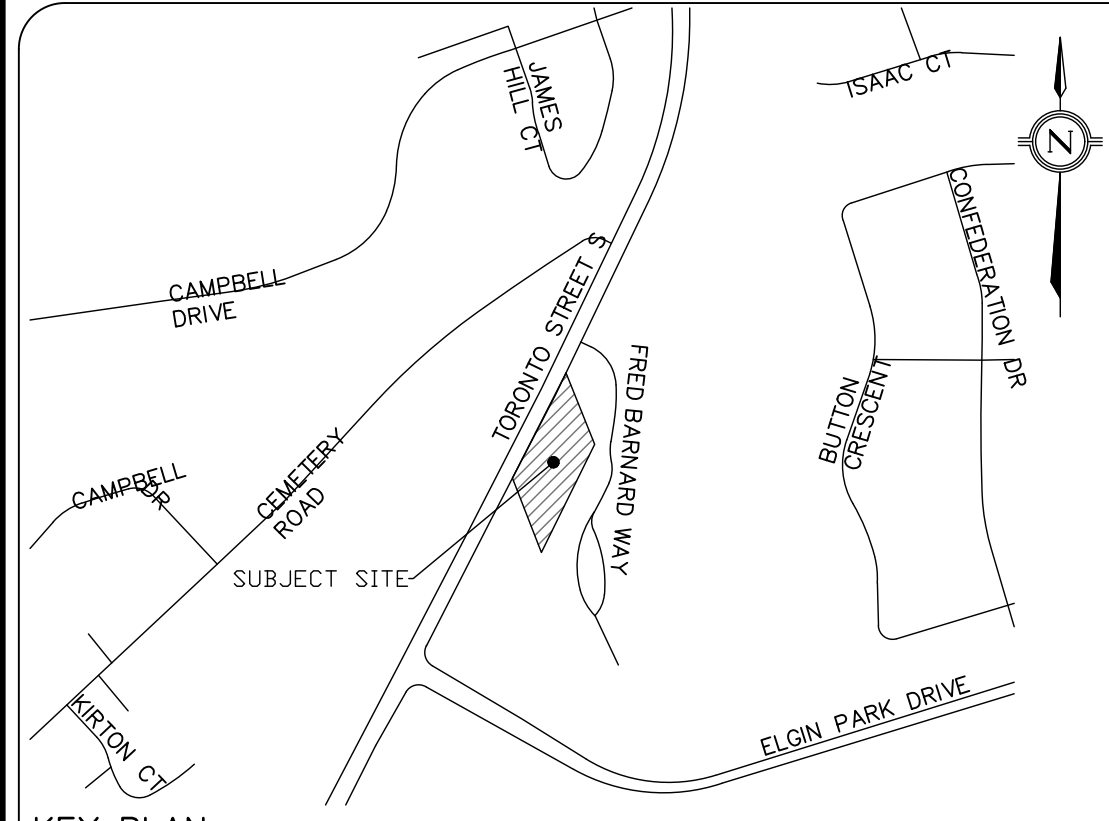 JAMES
HILL CT
ISAAC CT
N
CONFEDERATION DR
CAMPBELL
DRIVE
TORONTO STREET S
FRED BARNARD WAY
BUTTON
CRESCENT
CEMETERY
ROAD
CAMPBELL
DR
SUBJECT SITE
KIRTON CT
ELGIN PARK DRIVE
KEY PLAN